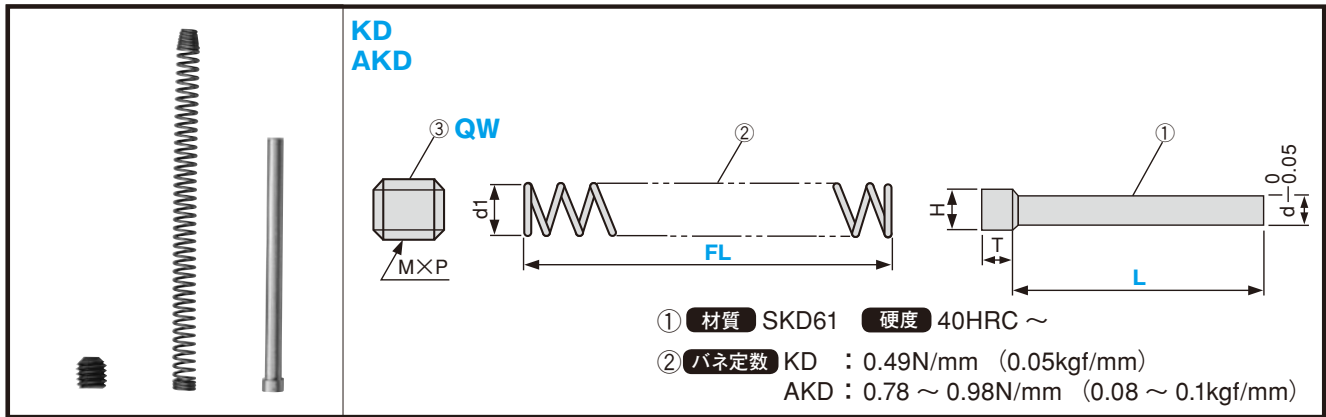 KD
AKD
③ QW
②
①
d1
M×P
FL
H
T
L
d 0 −0.05
① 材質 SKD61 硬度 40HRC ～
② バネ定数 KD ：0.49N/mm （0.05kgf/mm）
AKD：0.78 ～ 0.98N/mm （0.08 ～ 0.1kgf/mm）